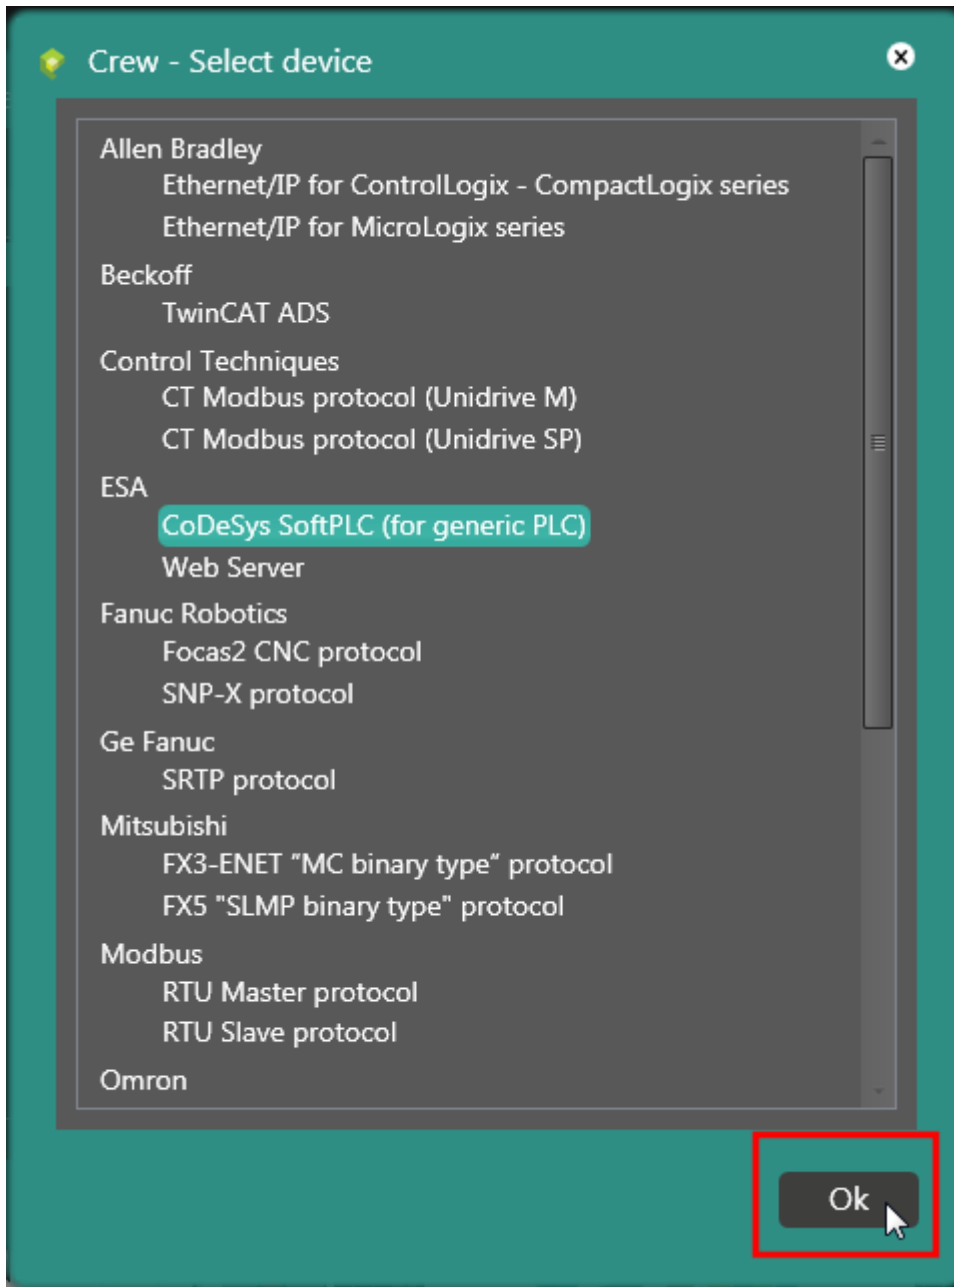 Crew - Select device
Allen Bradley
Ethernet/IP for ControlLogix - CompactLogix series
Ethernet/IP for MicroLogix series
Beckoff
TwinCAT ADS
Control Techniques
CT Modbus protocol (Unidrive M)
CT Modbus protocol (Unidrive SP)
ESA
CoDeSys SoftPLC (for generic PLC)
Web Server
Fanuc Robotics
Focas2 CNC protocol
SNP-X protocol
Ge Fanuc
SRTP protocol
Mitsubishi
FX3-ENET “MC binary type“ protocol
FX5 "SLMP binary type" protocol
Modbus
RTU Master protocol
RTU Slave protocol
Omron
Ok